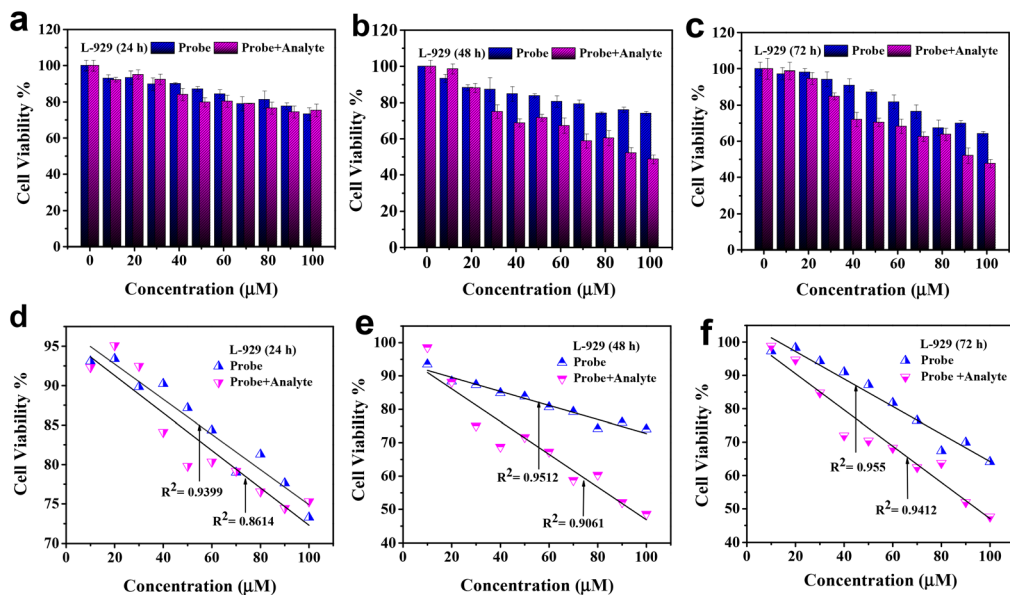 a
L-929 (24 h) Probe Probe+Analyte
Cell Viability %
120
100
80
60
40
20
0
0 20 40 60 80 100
Concentration (μM)
b
L-929 (48 h) Probe Probe+Analyte
Cell Viability %
120
100
80
60
40
20
0
0 20 40 60 80 100
Concentration (μM)
c
L-929 (72 h) Probe Probe+Analyte
Cell Viability %
120
100
80
60
40
20
0
0 20 40 60 80 100
Concentration (μM)
d
L-929 (24 h)
Probe
Probe+Analyte
Cell Viability %
95
90
85
80
75
70
R²= 0.9399
R²= 0.8614
0 20 40 60 80 100
Concentration (μM)
e
L-929 (48 h)
Probe
Probe+Analyte
Cell Viability %
100
90
80
70
60
50
40
R²= 0.9512
R²= 0.9061
0 20 40 60 80 100
Concentration (μM)
f
L-929 (72 h)
Probe
Probe +Analyte
Cell Viability %
100
90
80
70
60
50
40
R²= 0.955
R²= 0.9412
0 20 40 60 80 100
Concentration (μM)